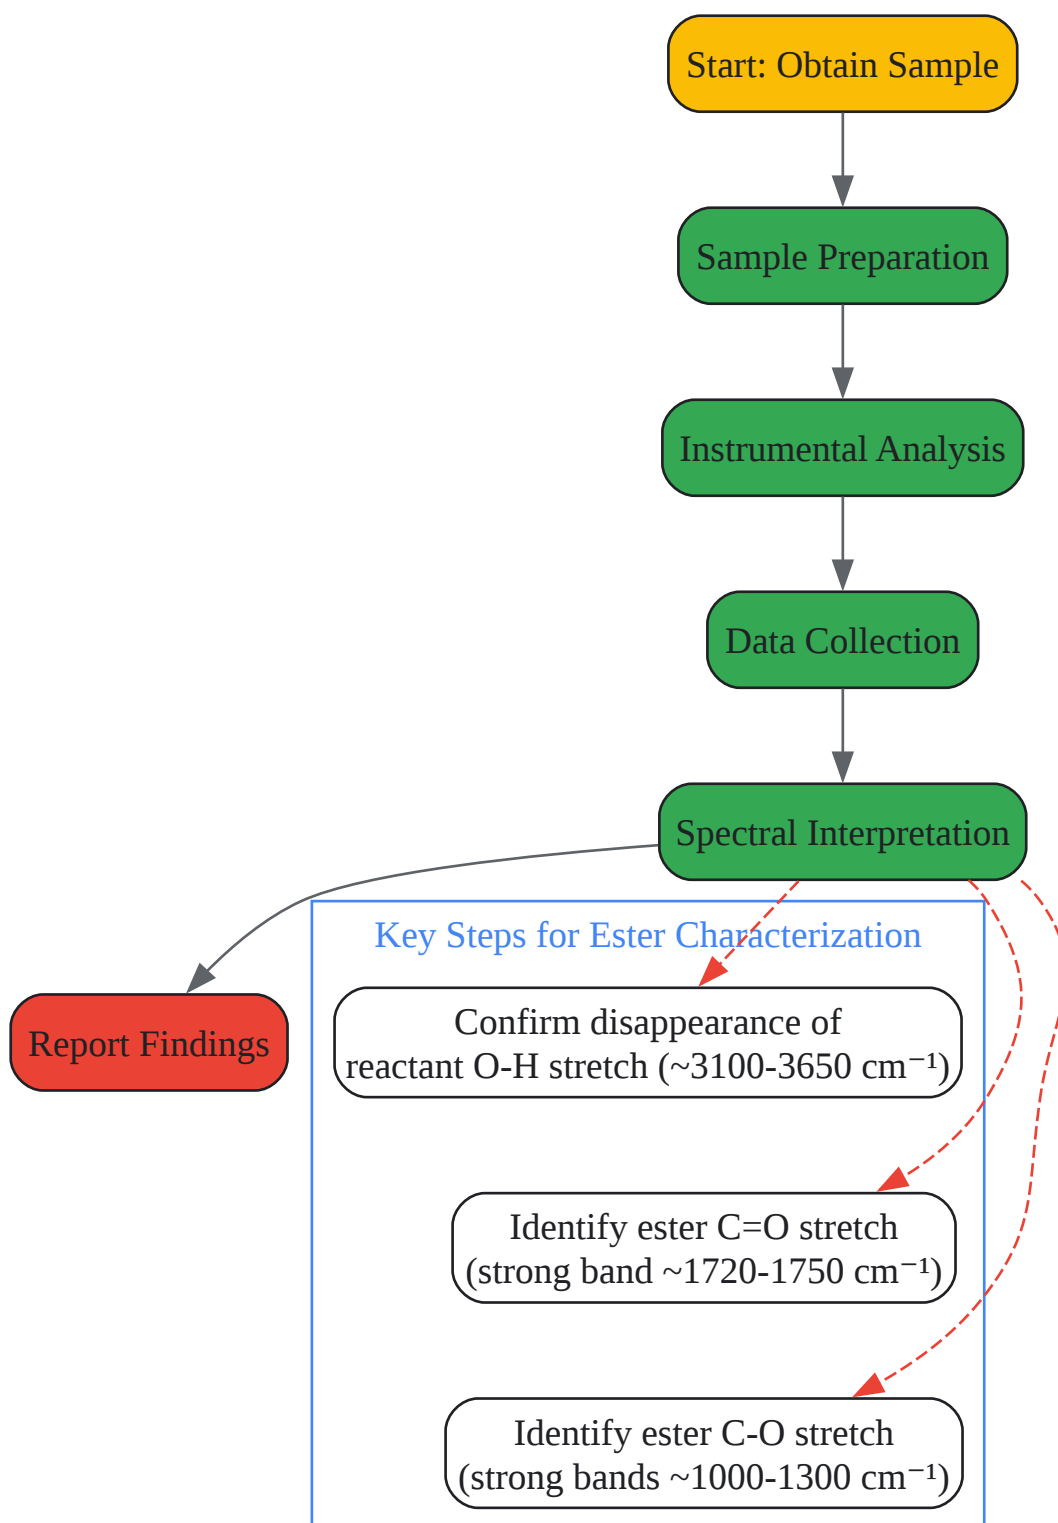 Start: Obtain Sample
Sample Preparation
Instrumental Analysis
Data Collection
Spectral Interpretation
Key Steps for Ester Characterization
Report Findings
Confirm disappearance of
reactant O-H stretch (~3100-3650 cm⁻¹)
Identify ester C=O stretch
(strong band ~1720-1750 cm⁻¹)
Identify ester C-O stretch
(strong bands ~1000-1300 cm⁻¹)